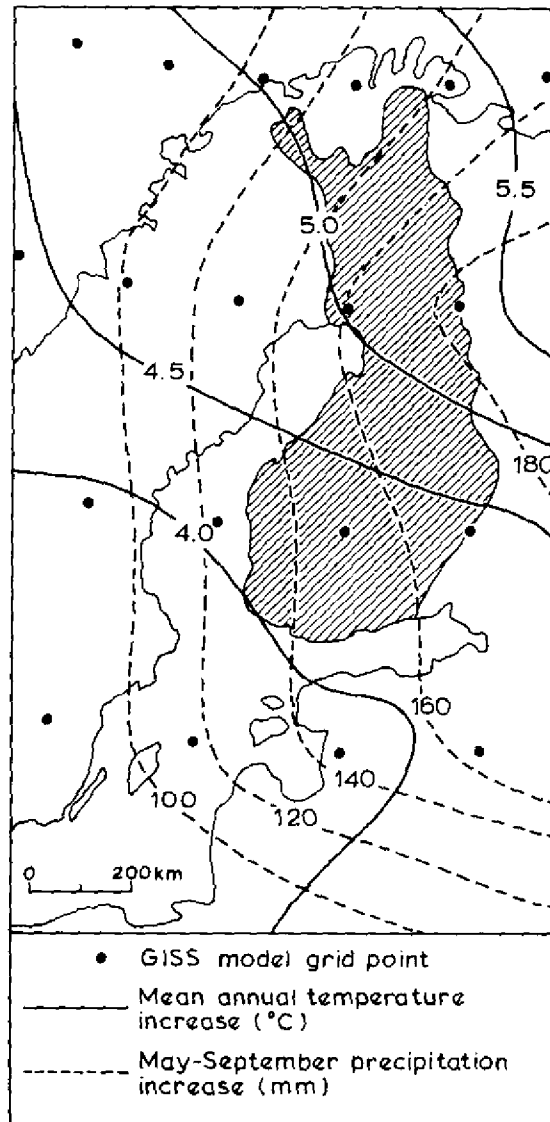 5.5
5.0
4.5
180
4.0
160
140
100
120
0 200km
GISS model grid point
Mean annual temperature
increase (°C)
May-September precipitation
increase (mm)